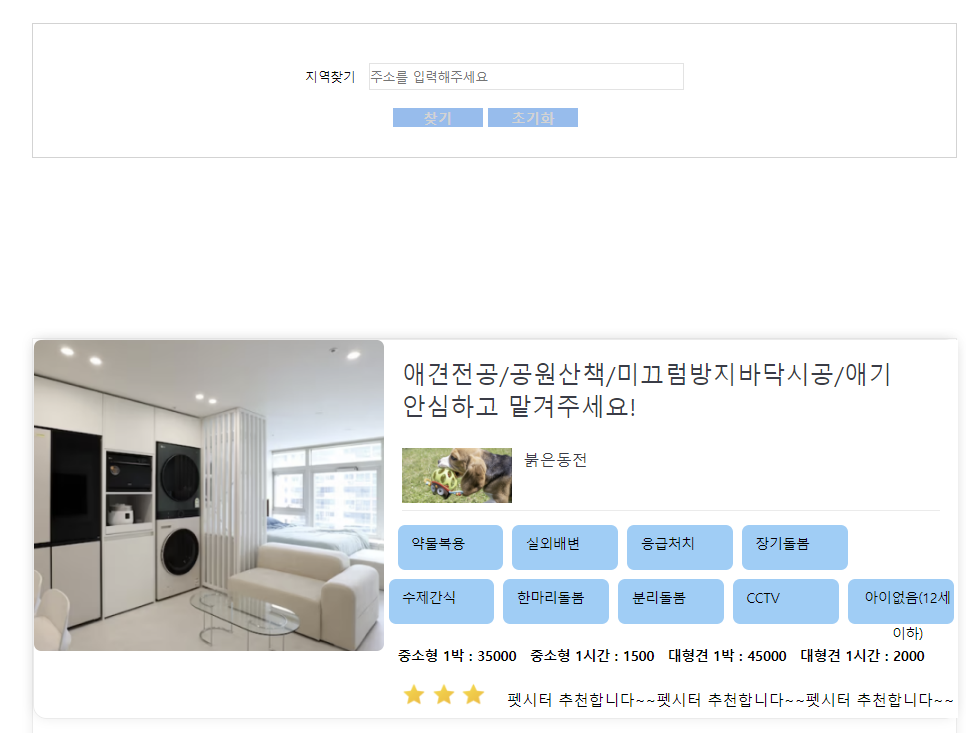 지역찾기 주소를 입력해주세요
찾기 초기화
애견전공/공원산책/미끄럼방지바닥시공/애기
안심하고 맡겨주세요!
붉은동전
약물복용 실외배변 응급처치 장기돌봄
수제간식 한마리돌봄 분리돌봄 CCTV 아이없음(12세
이하)
중소형 1박 : 35000 중소형 1시간 : 1500 대형견 1박 : 45000 대형견 1시간 : 2000
펫시터 추천합니다~~펫시터 추천합니다~~펫시터 추천합니다~~